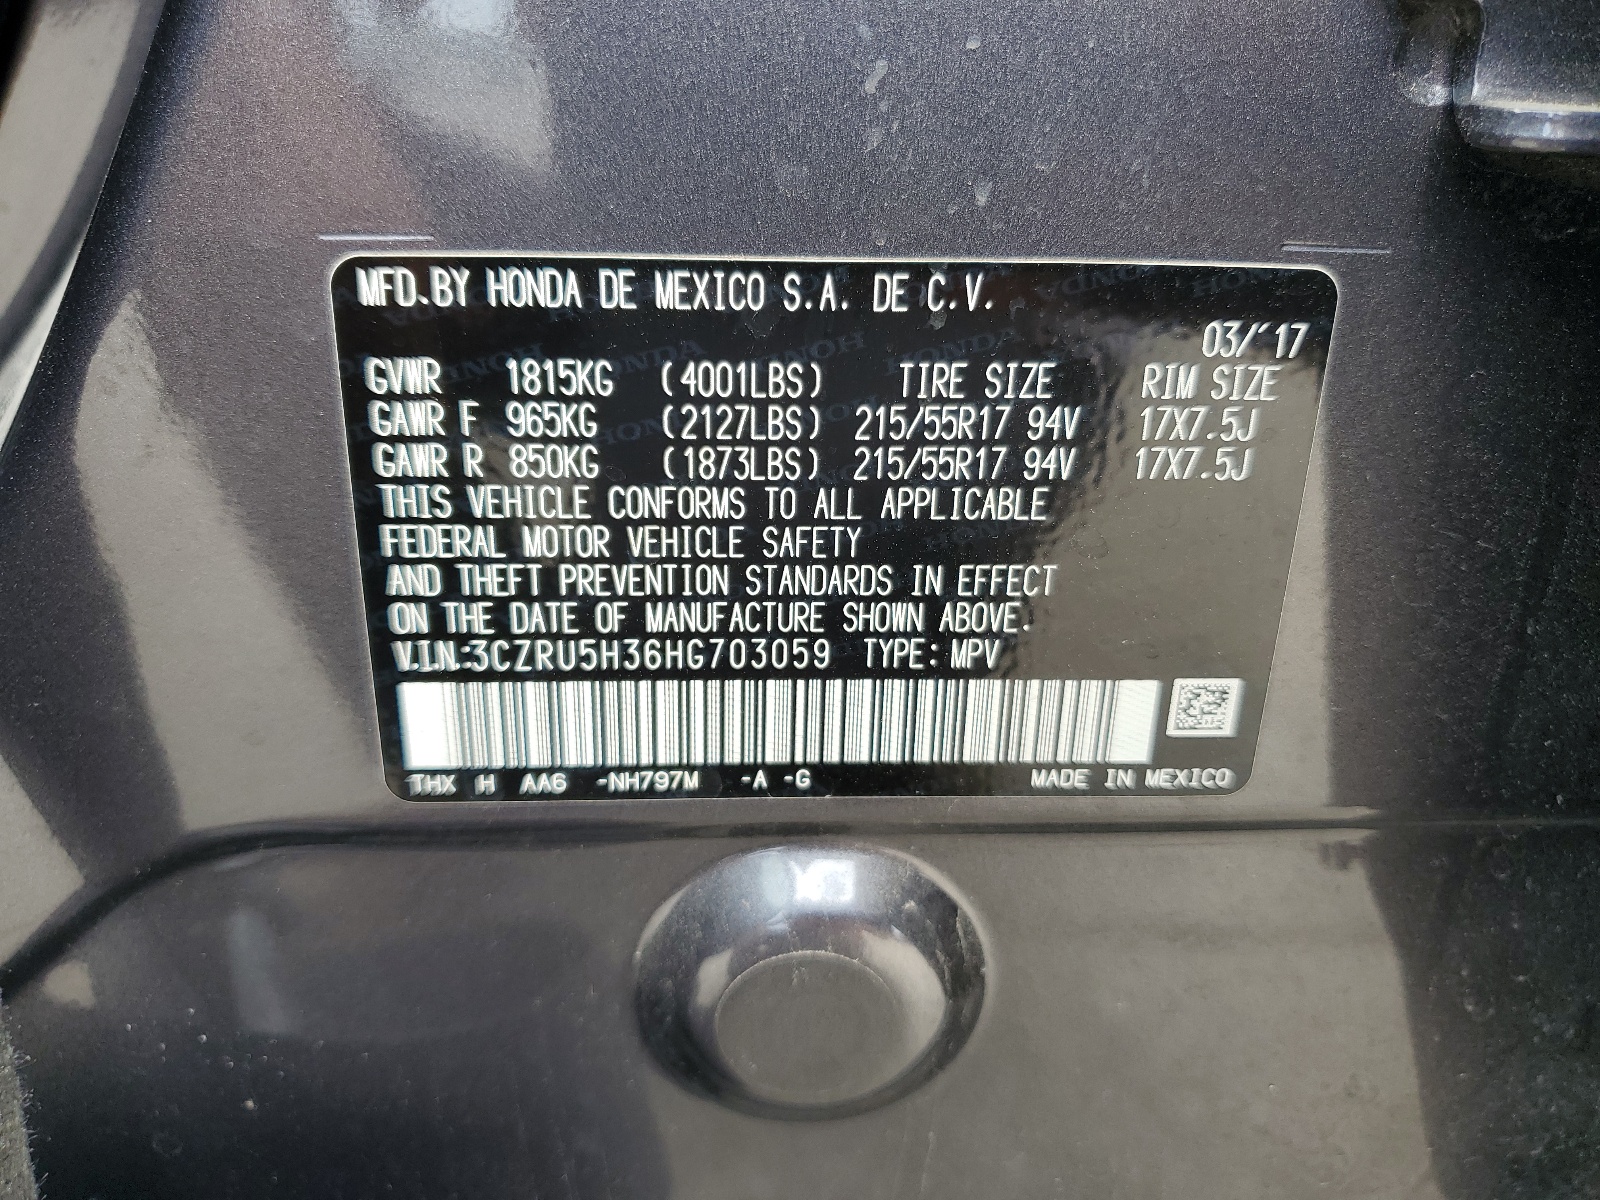 MFD. BY HONDA DE MEXICO S.A. DE C.V.
03/'17
GVWR 1815KG (4001LBS) TIRE SIZE RIM SIZE
GAWR F 965KG (2127LBS) 215/55R17 94V 17X7.5J
GAWR R 850KG (1873LBS) 215/55R17 94V 17X7.5J
THIS VEHICLE CONFORMS TO ALL APPLICABLE
FEDERAL MOTOR VEHICLE SAFETY
AND THEFT PREVENTION STANDARDS IN EFFECT
ON THE DATE OF MANUFACTURE SHOWN ABOVE.
V.I.N.:3CZRU5H36HG703059 TYPE: MPV
THX H AA6 -NH797M -A -G MADE IN MEXICO